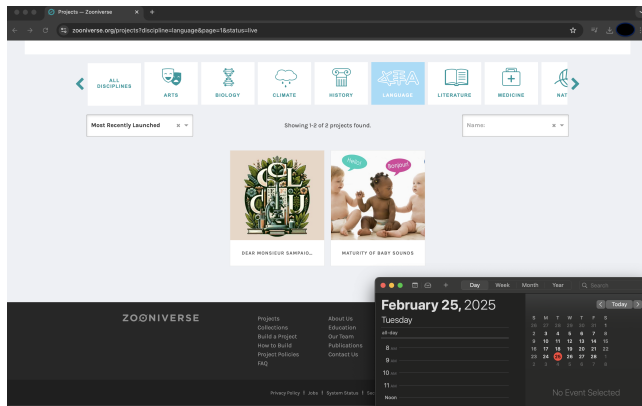 Projects — Zooniverse
zooniverse.org/projects?discipline=language&page=1&status=live
ALL DISCIPLINES
ARTS
BIOLOGY
CLIMATE
HISTORY
LANGUAGE
LITERATURE
MEDICINE
NAT
Most Recently Launched
Showing 1-2 of 2 projects found.
Name:
Hello!
Bonjour!
DEAR MONSIEUR SAMPAIO…
MATURITY OF BABY SOUNDS
ZOONIVERSE
Projects
Collections
Build a Project
How to Build
Project Policies
FAQ
About Us
Education
Our Team
Publications
Contact Us
Privacy Policy | Jobs | System Status | Sec
Day Week Month Year Search
February 25, 2025
Today
Tuesday
all-day
8 AM
9 AM
10 AM
11 AM
Noon
S M T W T F S
26 27 28 29 30 31 1
2 3 4 5 6 7 8
9 10 11 12 13 14 15
16 17 18 19 20 21 22
23 24 25 26 27 28 1
2 3 4 5 6 7 8
No Event Selected